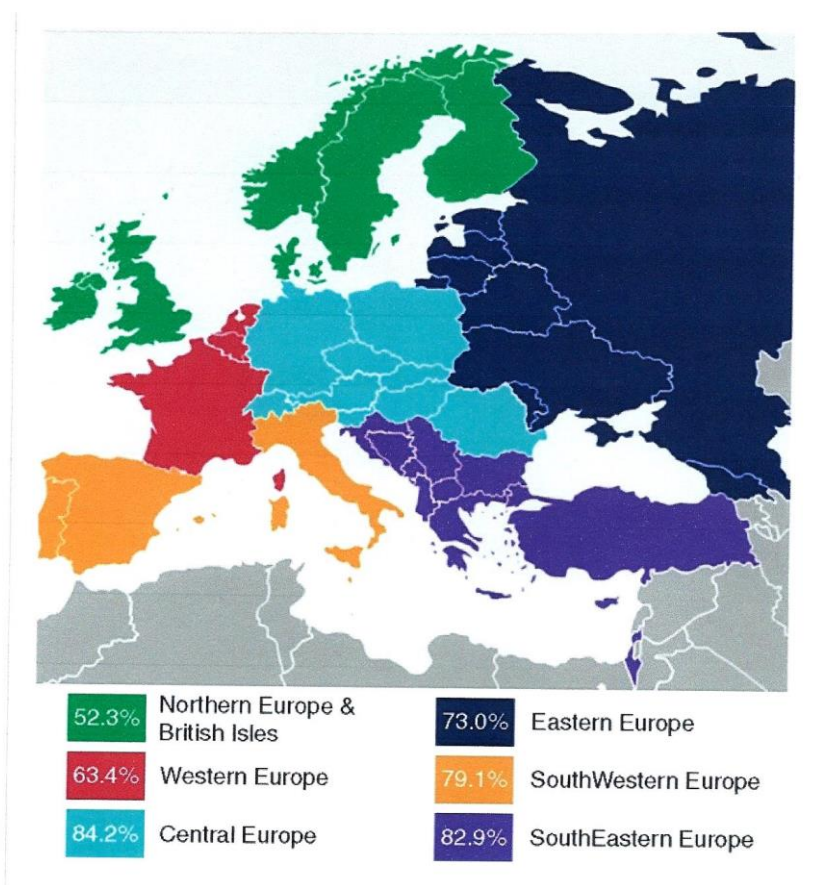 52.3% Northern Europe &
British Isles
63.4% Western Europe
84.2% Central Europe
73.0% Eastern Europe
79.1% SouthWestern Europe
82.9% SouthEastern Europe